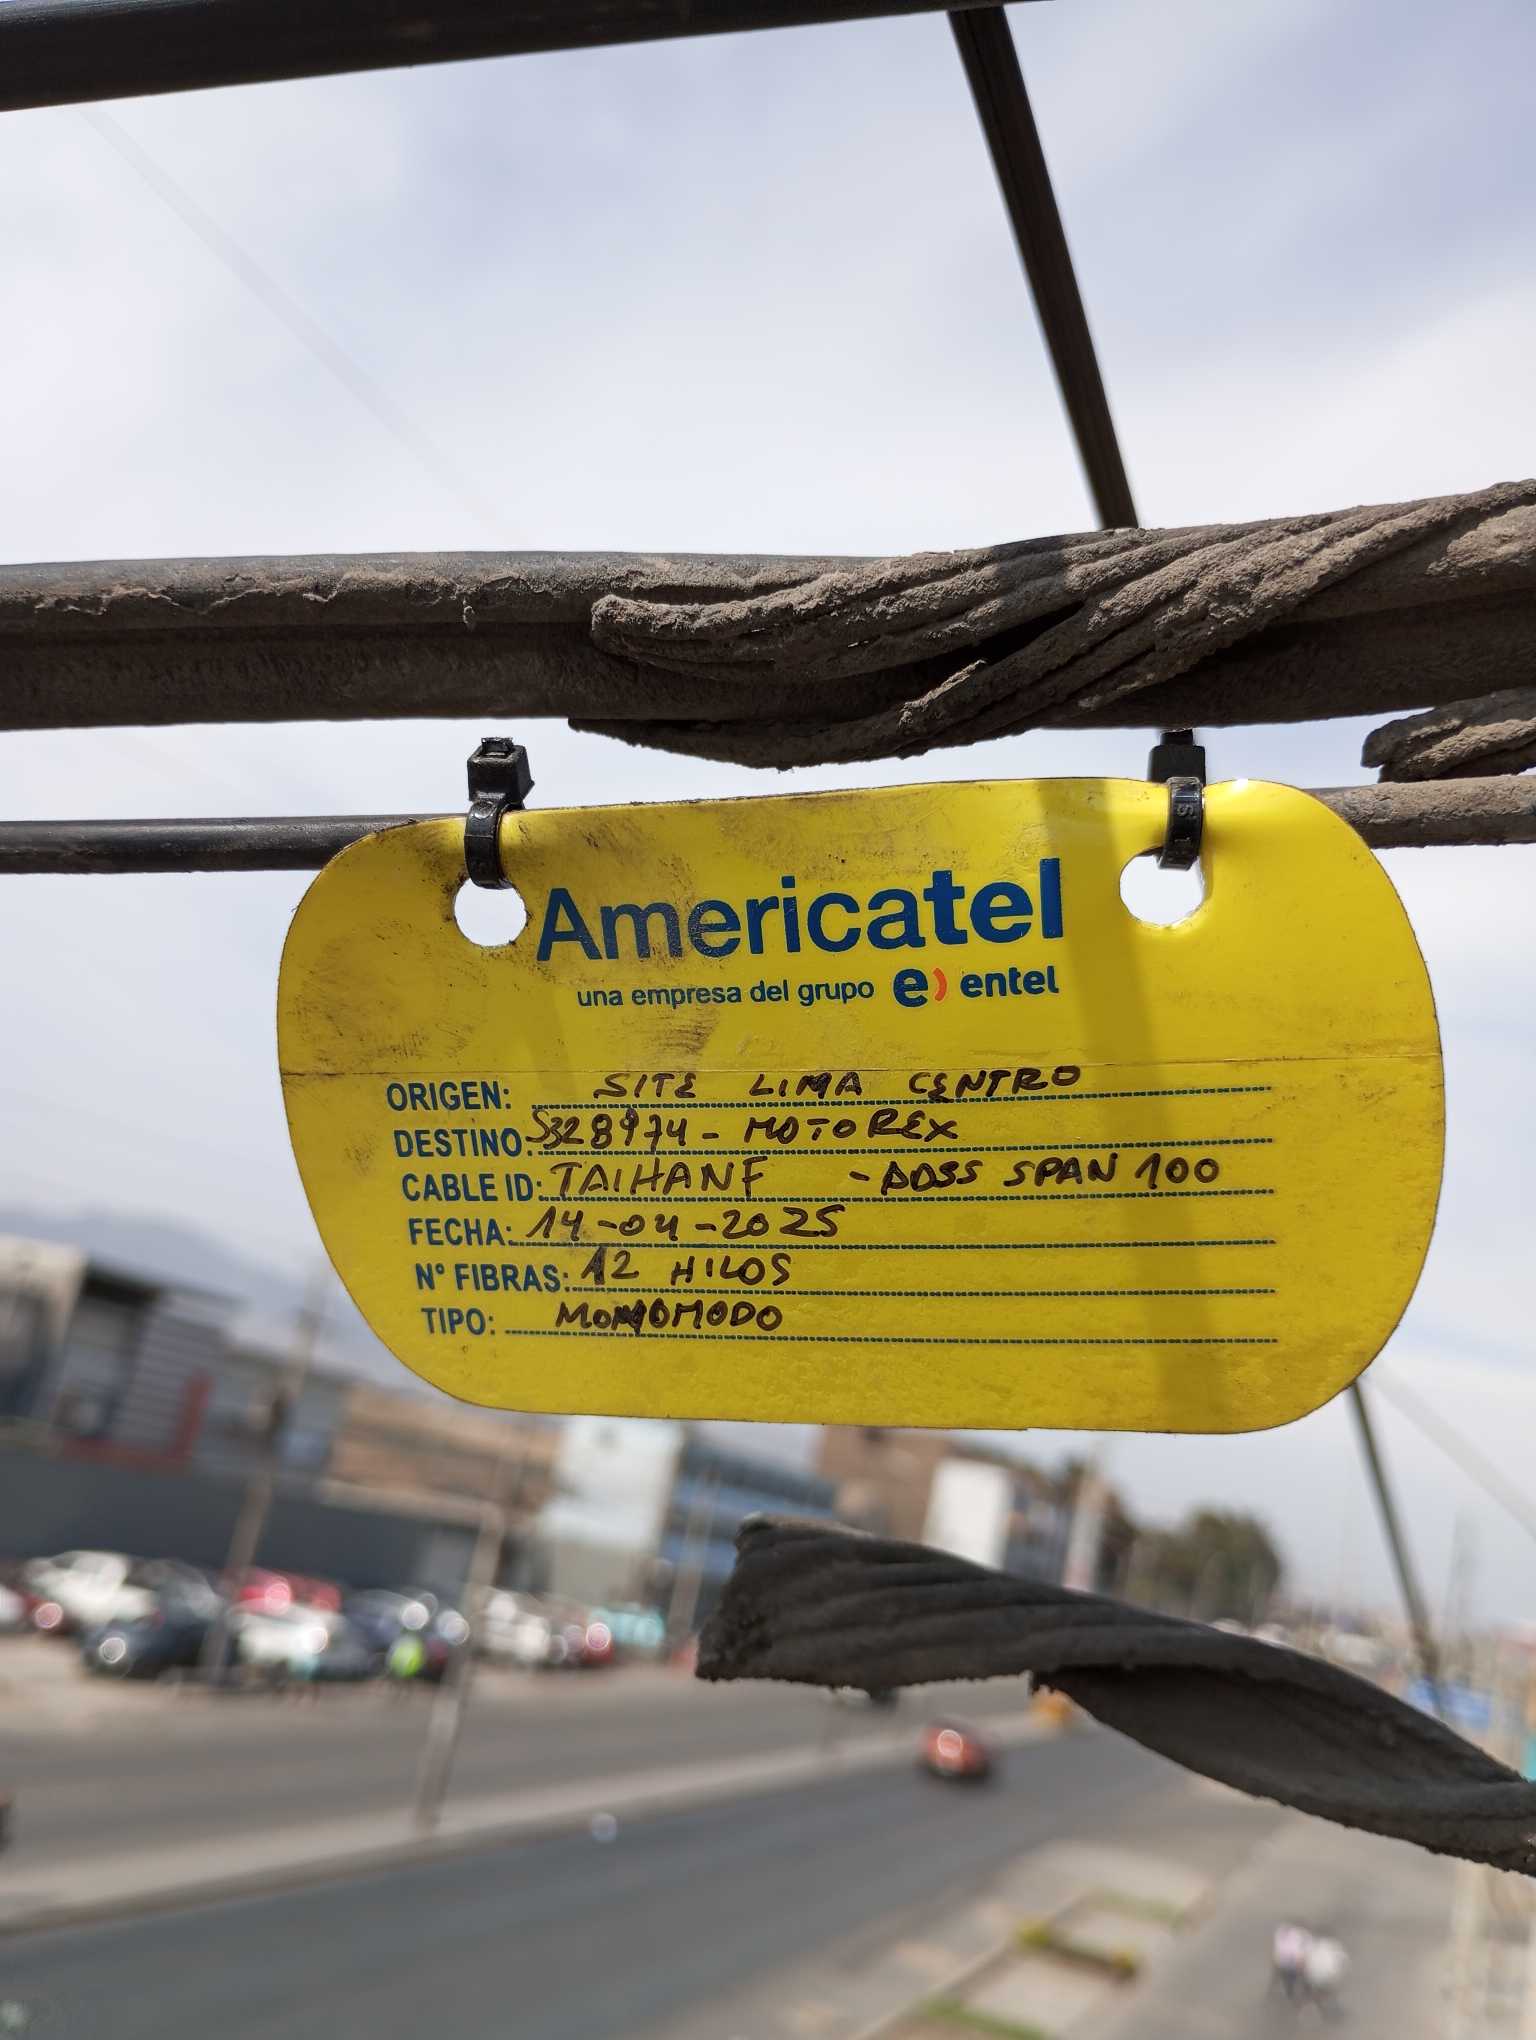 Americatel
una empresa del grupo e) entel
ORIGEN: SITE LIMA CENTRO
DESTINO: S328974 - MOTOREX
CABLE ID: TAIHANF - ADSS SPAN 100
FECHA: 14-04-2025
N° FIBRAS: 12 HILOS
TIPO: MONOMODO